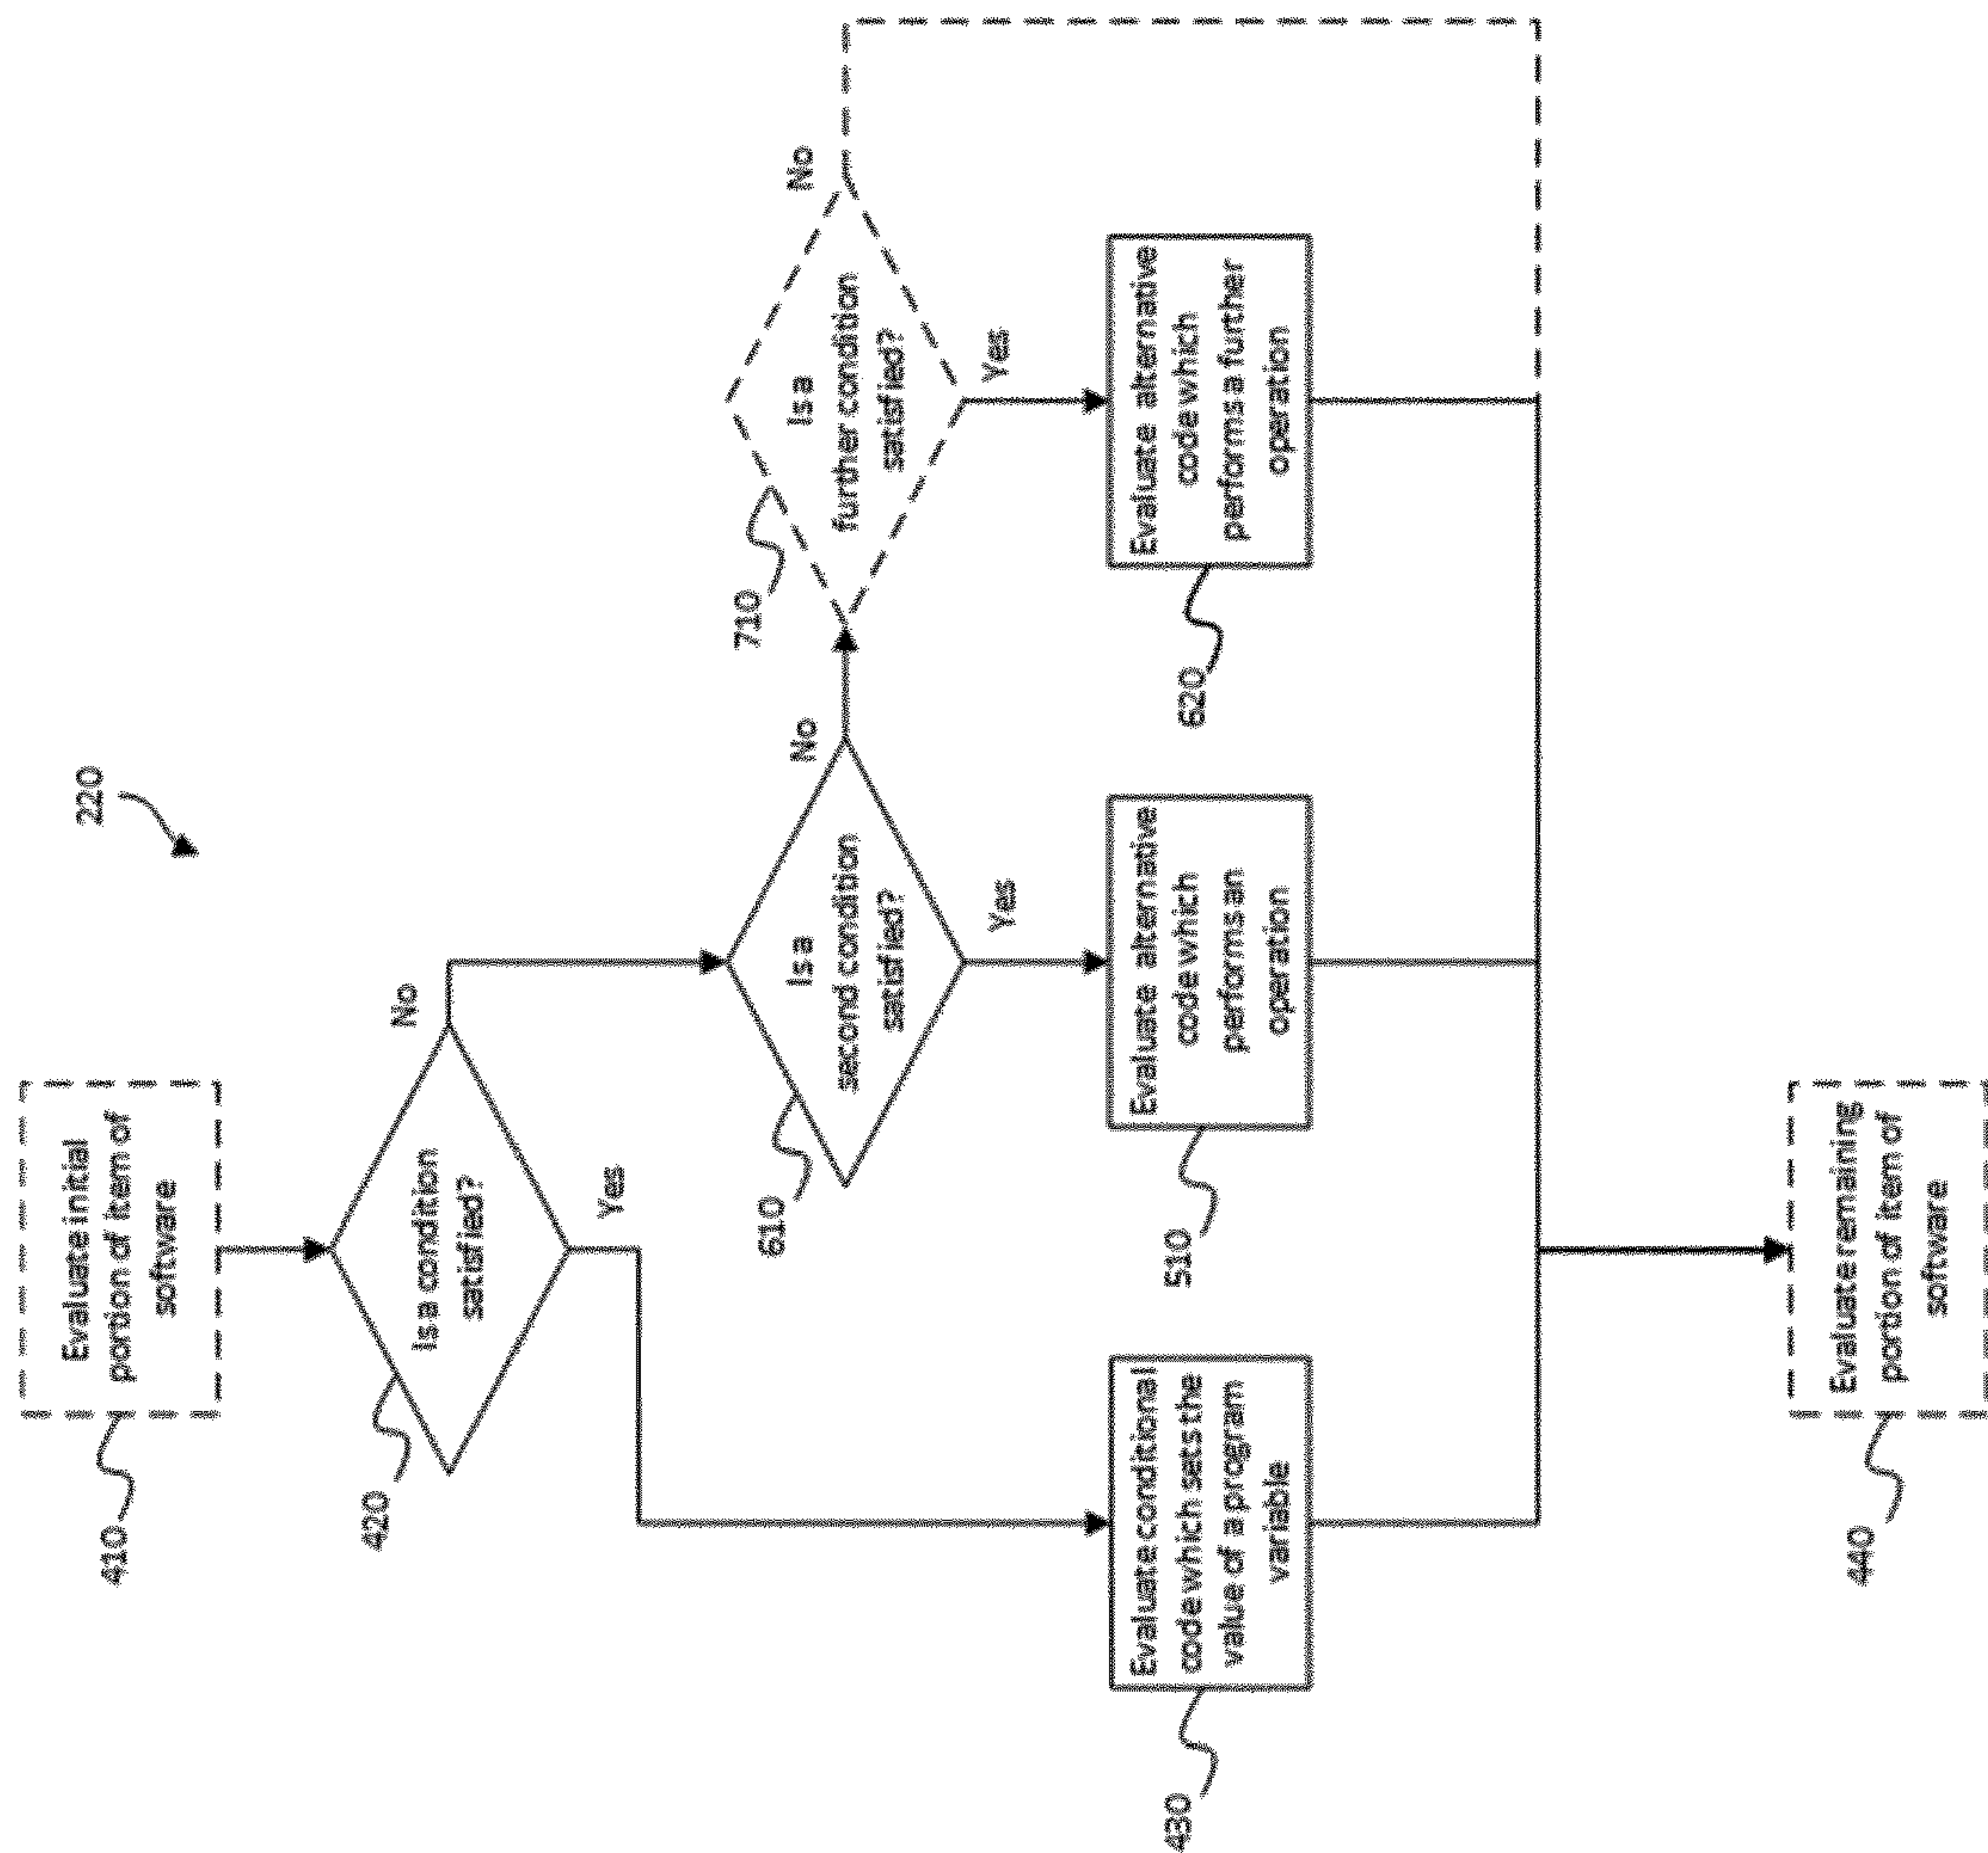 220
410
Evaluate initial
portion of item of
software
420
Is a condition
satisfied?
No
Yes
610
Is a
second condition
satisfied?
No
Yes
710
Is a
further condition
satisfied?
No
Yes
430
Evaluate conditional
code which sets the
value of a program
variable
510
Evaluate alternative
code which
performs an
operation
620
Evaluate alternative
code which
performs a further
operation
440
Evaluate remaining
portion of item of
software